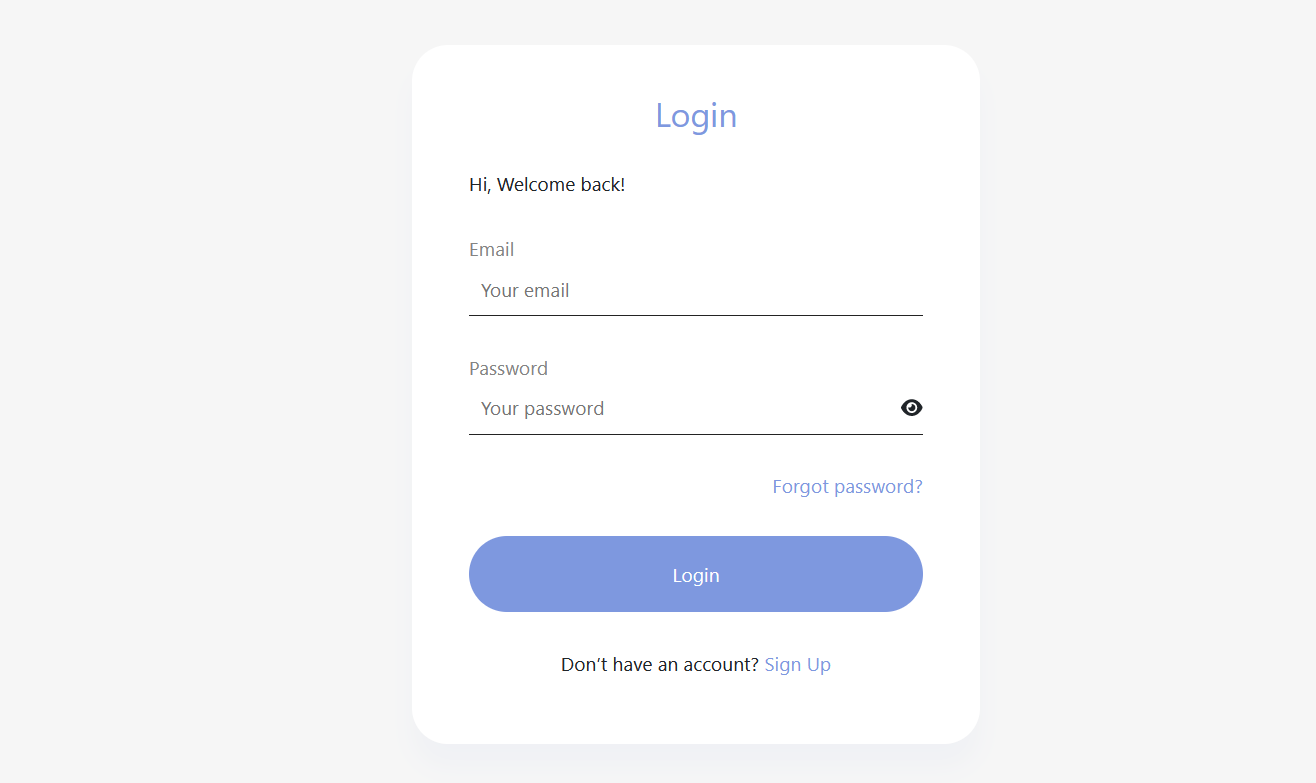 Login
Hi, Welcome back!
Email
Your email
Password
Your password
Forgot password?
Login
Don’t have an account? Sign Up